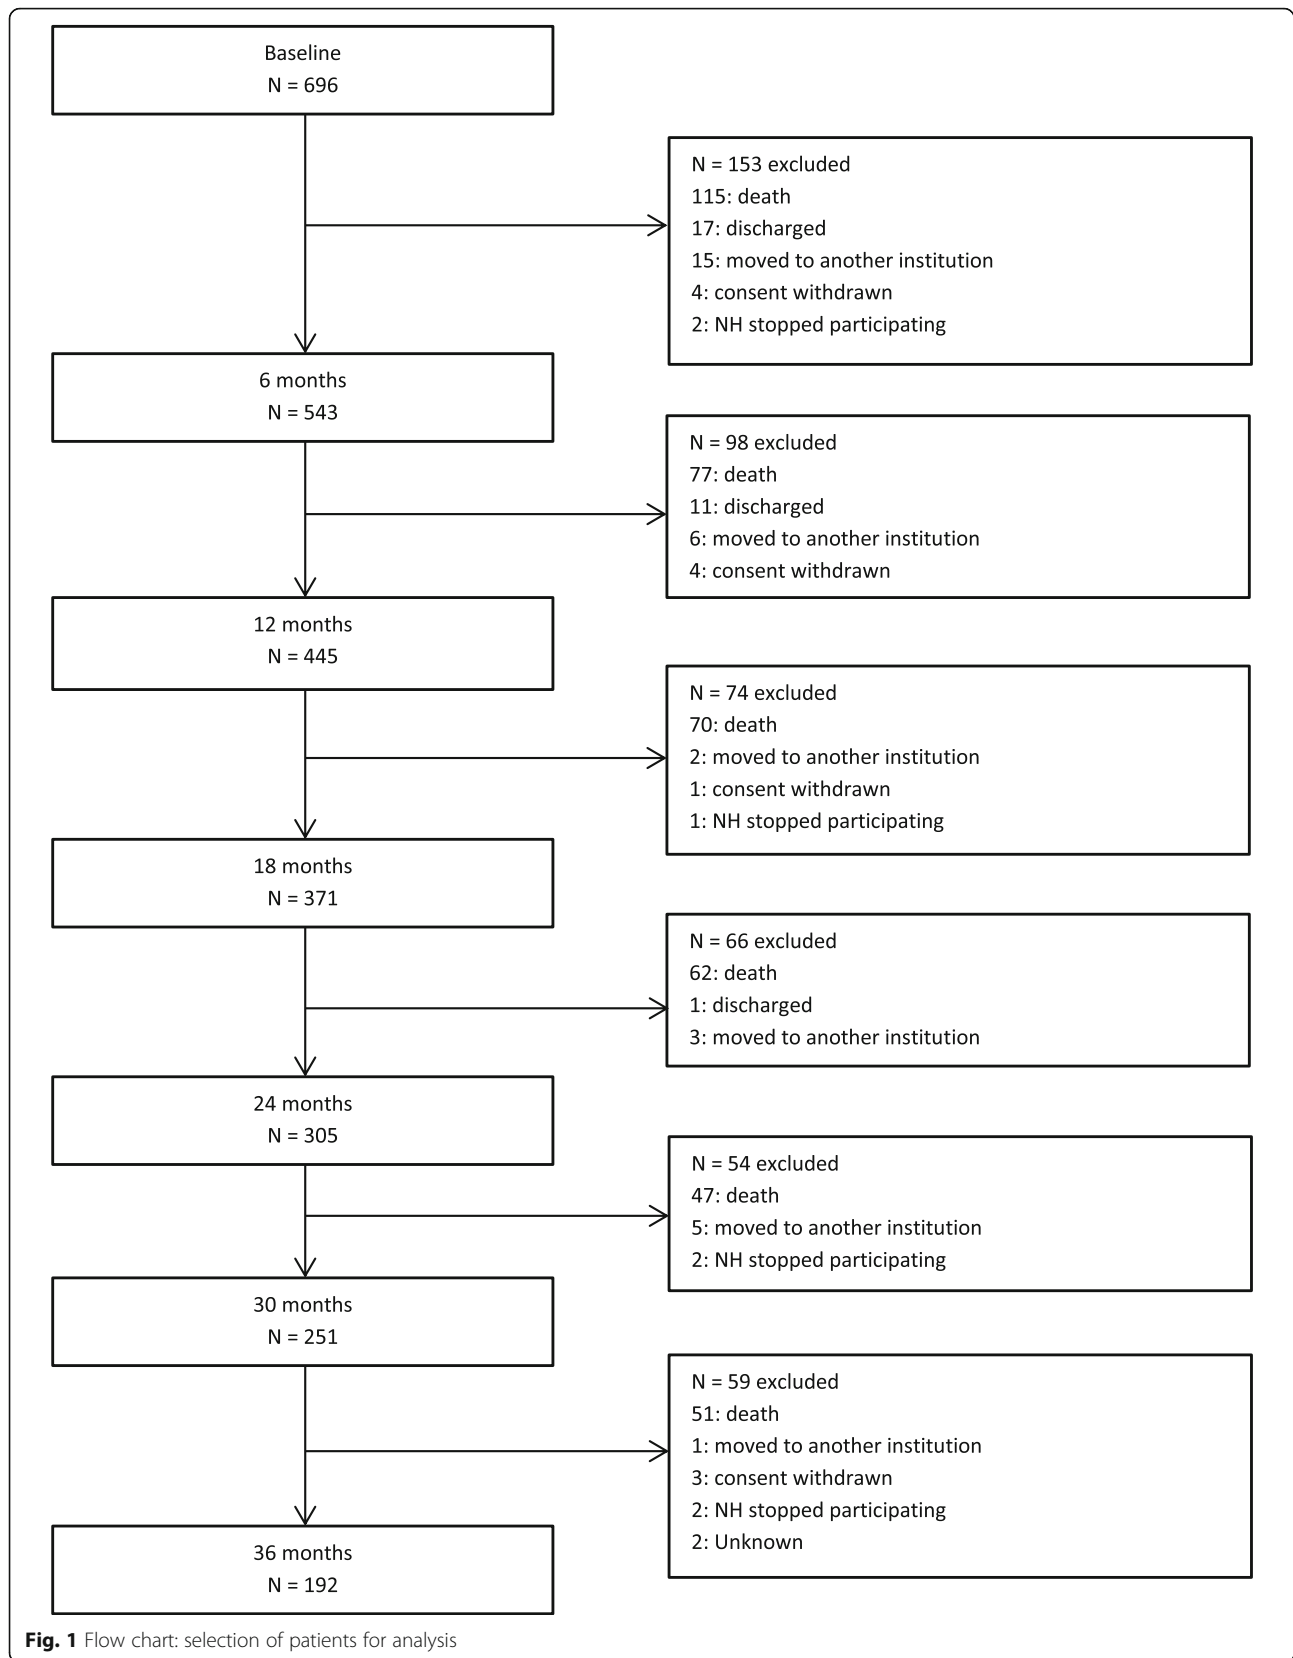 Baseline
N = 696
N = 153 excluded
115: death
17: discharged
15: moved to another institution
4: consent withdrawn
2: NH stopped participating
6 months
N = 543
N = 98 excluded
77: death
11: discharged
6: moved to another institution
4: consent withdrawn
12 months
N = 445
N = 74 excluded
70: death
2: moved to another institution
1: consent withdrawn
1: NH stopped participating
18 months
N = 371
N = 66 excluded
62: death
1: discharged
3: moved to another institution
24 months
N = 305
N = 54 excluded
47: death
5: moved to another institution
2: NH stopped participating
30 months
N = 251
N = 59 excluded
51: death
1: moved to another institution
3: consent withdrawn
2: NH stopped participating
2: Unknown
36 months
N = 192
Fig. 1 Flow chart: selection of patients for analysis